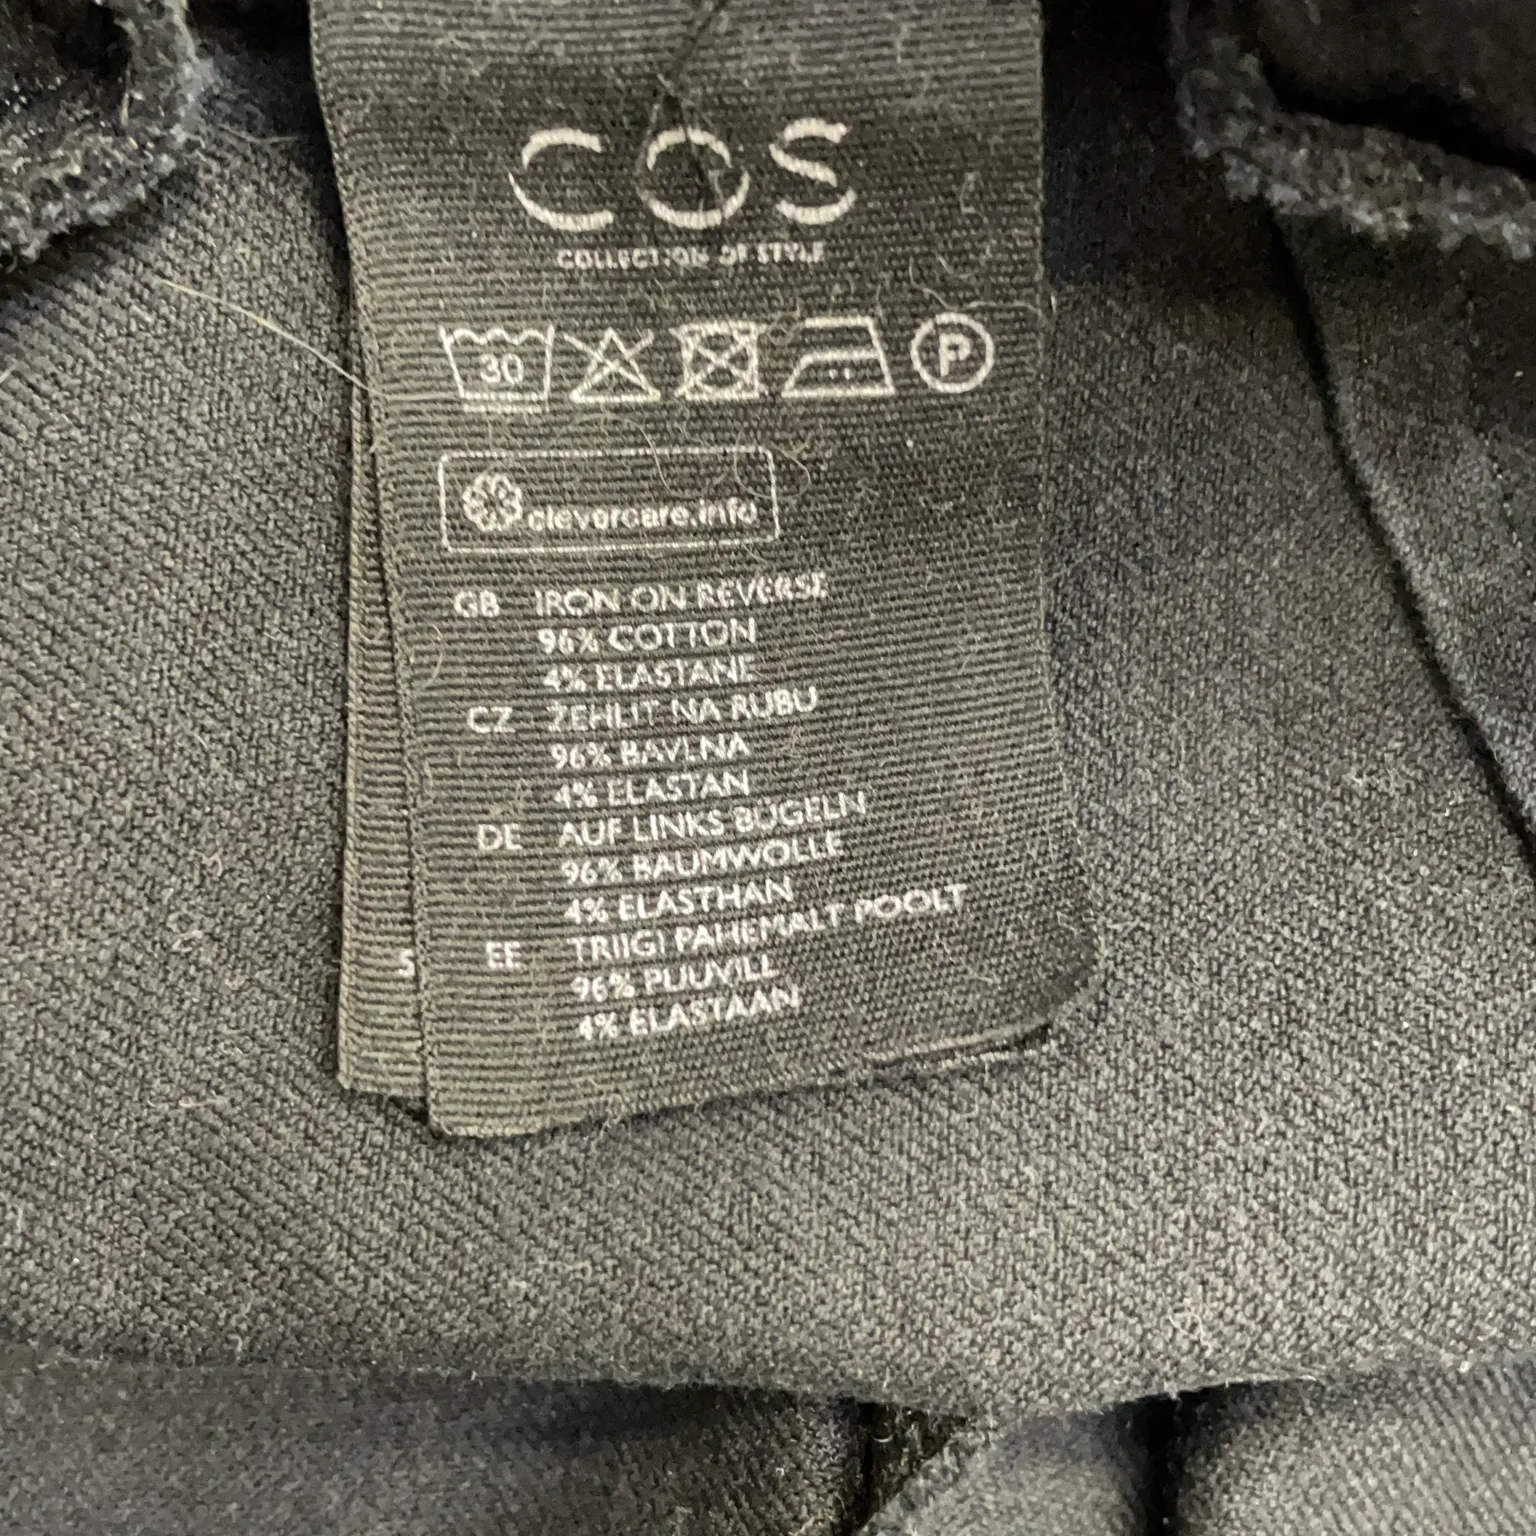 COS
COLLECTION OF STYLE
30
P
clevercare.info
GB IRON ON REVERSE
96% COTTON
4% ELASTANE
CZ ŽEHLIT NA RUBU
96% BAVLNA
4% ELASTAN
DE AUF LINKS BÜGELN
96% BAUMWOLLE
4% ELASTHAN
EE TRIIGI PAHEMALT POOLT
96% PUUVILL
4% ELASTAAN
S